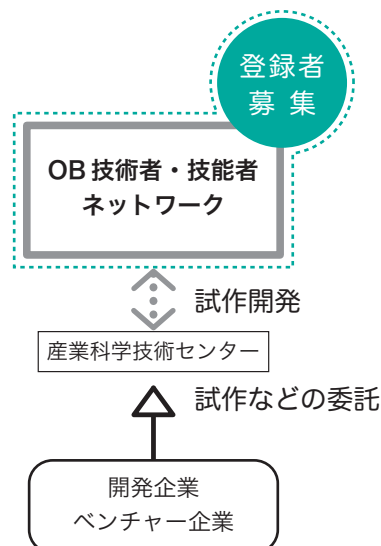 登録者
募 集
OB 技術者・技能者
ネットワーク
試作開発
産業科学技術センター
試作などの委託
開発企業
ベンチャー企業